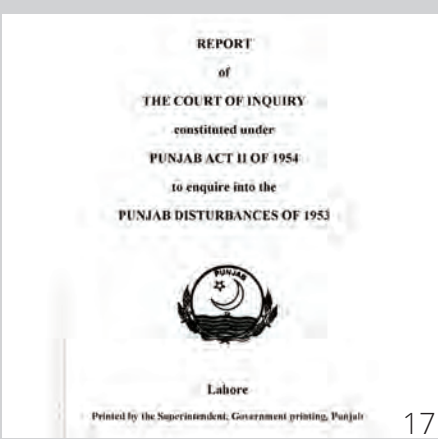 REPORT
of
THE COURT OF INQUIRY
constituted under
PUNJAB ACT II OF 1954
to enquire into the
PUNJAB DISTURBANCES OF 1953
PUNJAB
Lahore
Printed by the Superintendent, Government printing, Punjab
17